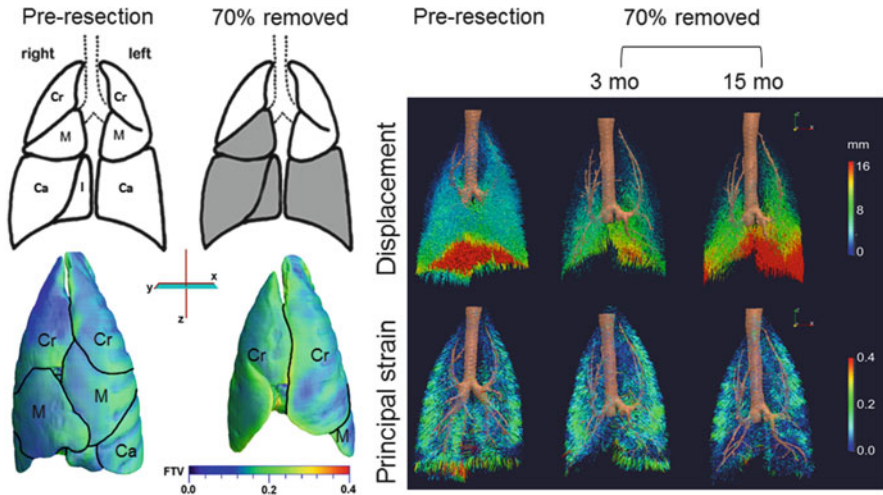 Pre-resection
70% removed
right
left
Cr
Cr
M
M
Ca
I
Ca
x
y
z
Cr
Cr
M
M
Ca
Cr
Cr
M
FTV
0.0
0.2
0.4
Pre-resection
70% removed
3 mo
15 mo
Displacement
mm
16
8
0
Principal strain
0.4
0.2
0.0